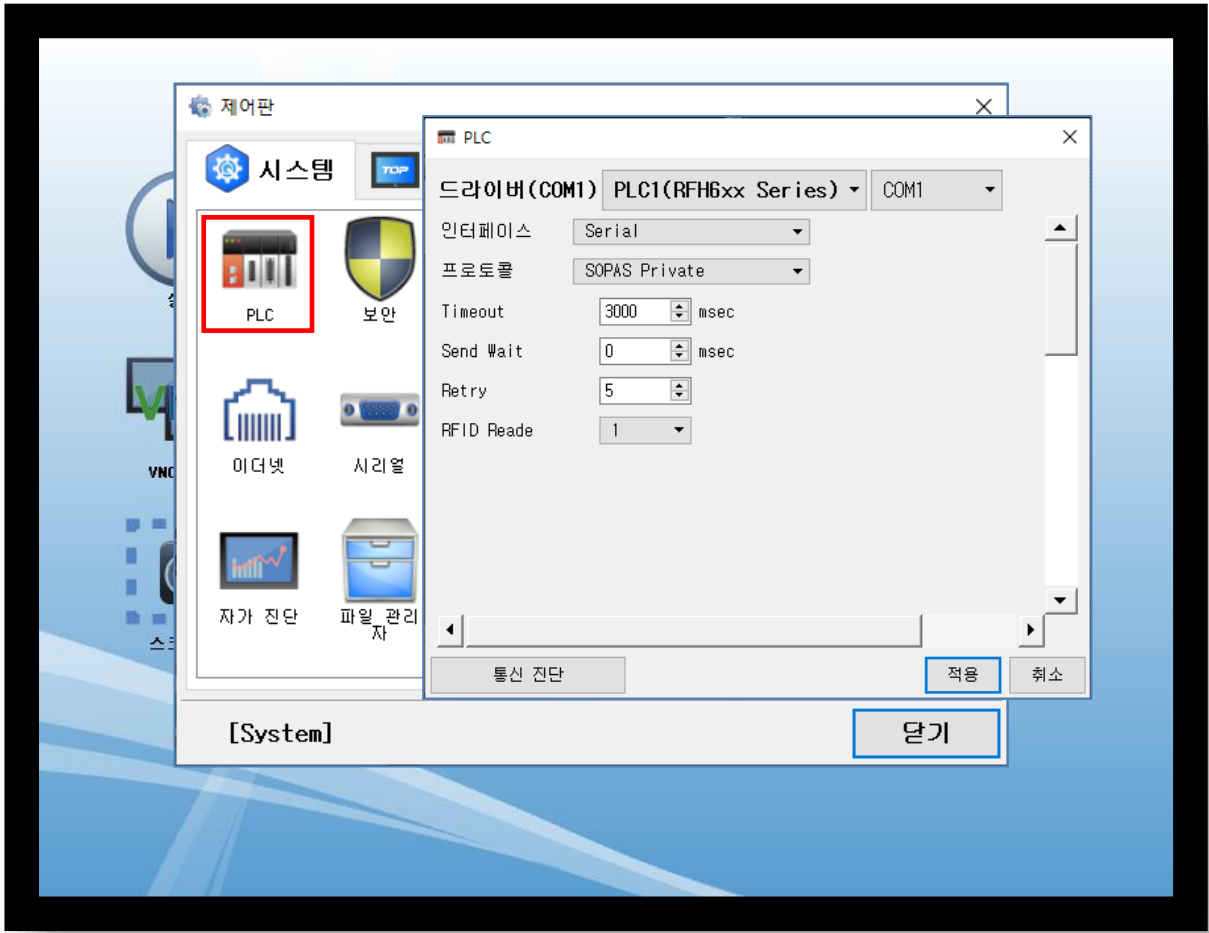 제어판
PLC
시스템
TOP
드라이버(COM1) PLC1(RFH6xx Series) COM1
인터페이스 Serial
프로토콜 SOPAS Private
Timeout 3000 msec
Send Wait 0 msec
Retry 5
RFID Reade 1
PLC 보안
이더넷 시리얼
VNC
자가 진단 파일 관리
자
통신 진단 적용 취소
[System] 닫기